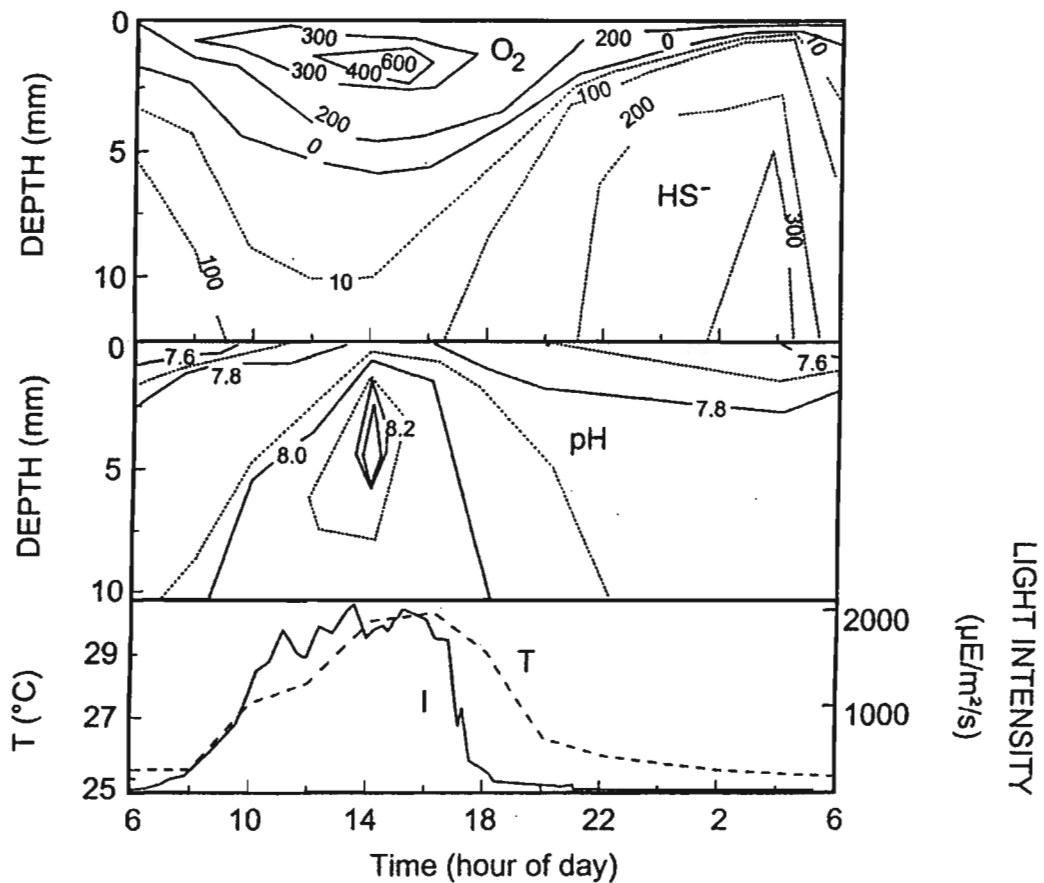 0
5
10
DEPTH (mm)
300
300
400
600
O₂
200
0
200
0
10
100
200
HS⁻
300
100
10
0
5
10
DEPTH (mm)
7.6
7.8
8.0
8.2
pH
7.8
7.6
29
27
25
T (°C)
T
I
2000
1000
LIGHT INTENSITY
(µE/m²/s)
6 10 14 18 22 2 6
Time (hour of day)